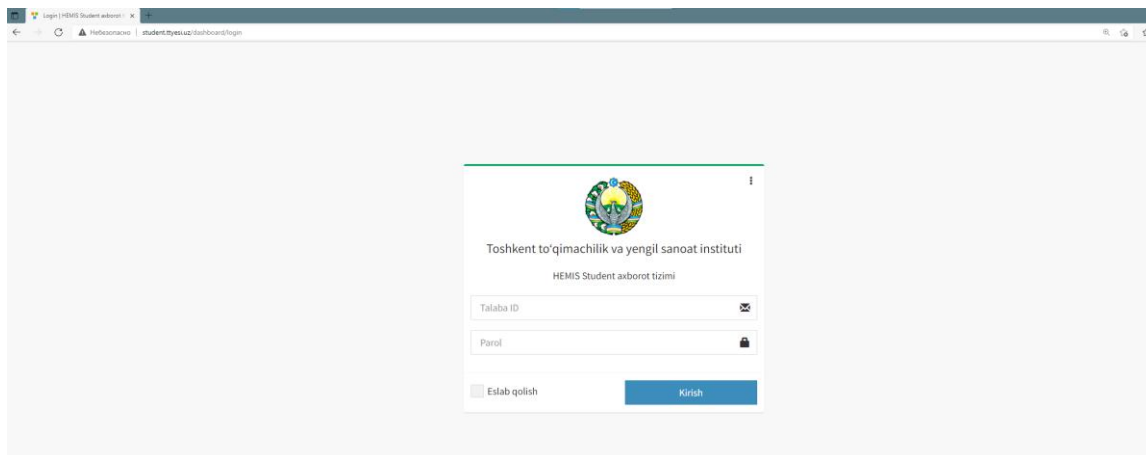 Login | HEMIS Student axborot t
Небезопасно student.ttyesi.uz/dashboard/login
Toshkent to‘qimachilik va yengil sanoat instituti
HEMIS Student axborot tizimi
Talaba ID
Parol
Eslab qolish
Kirish